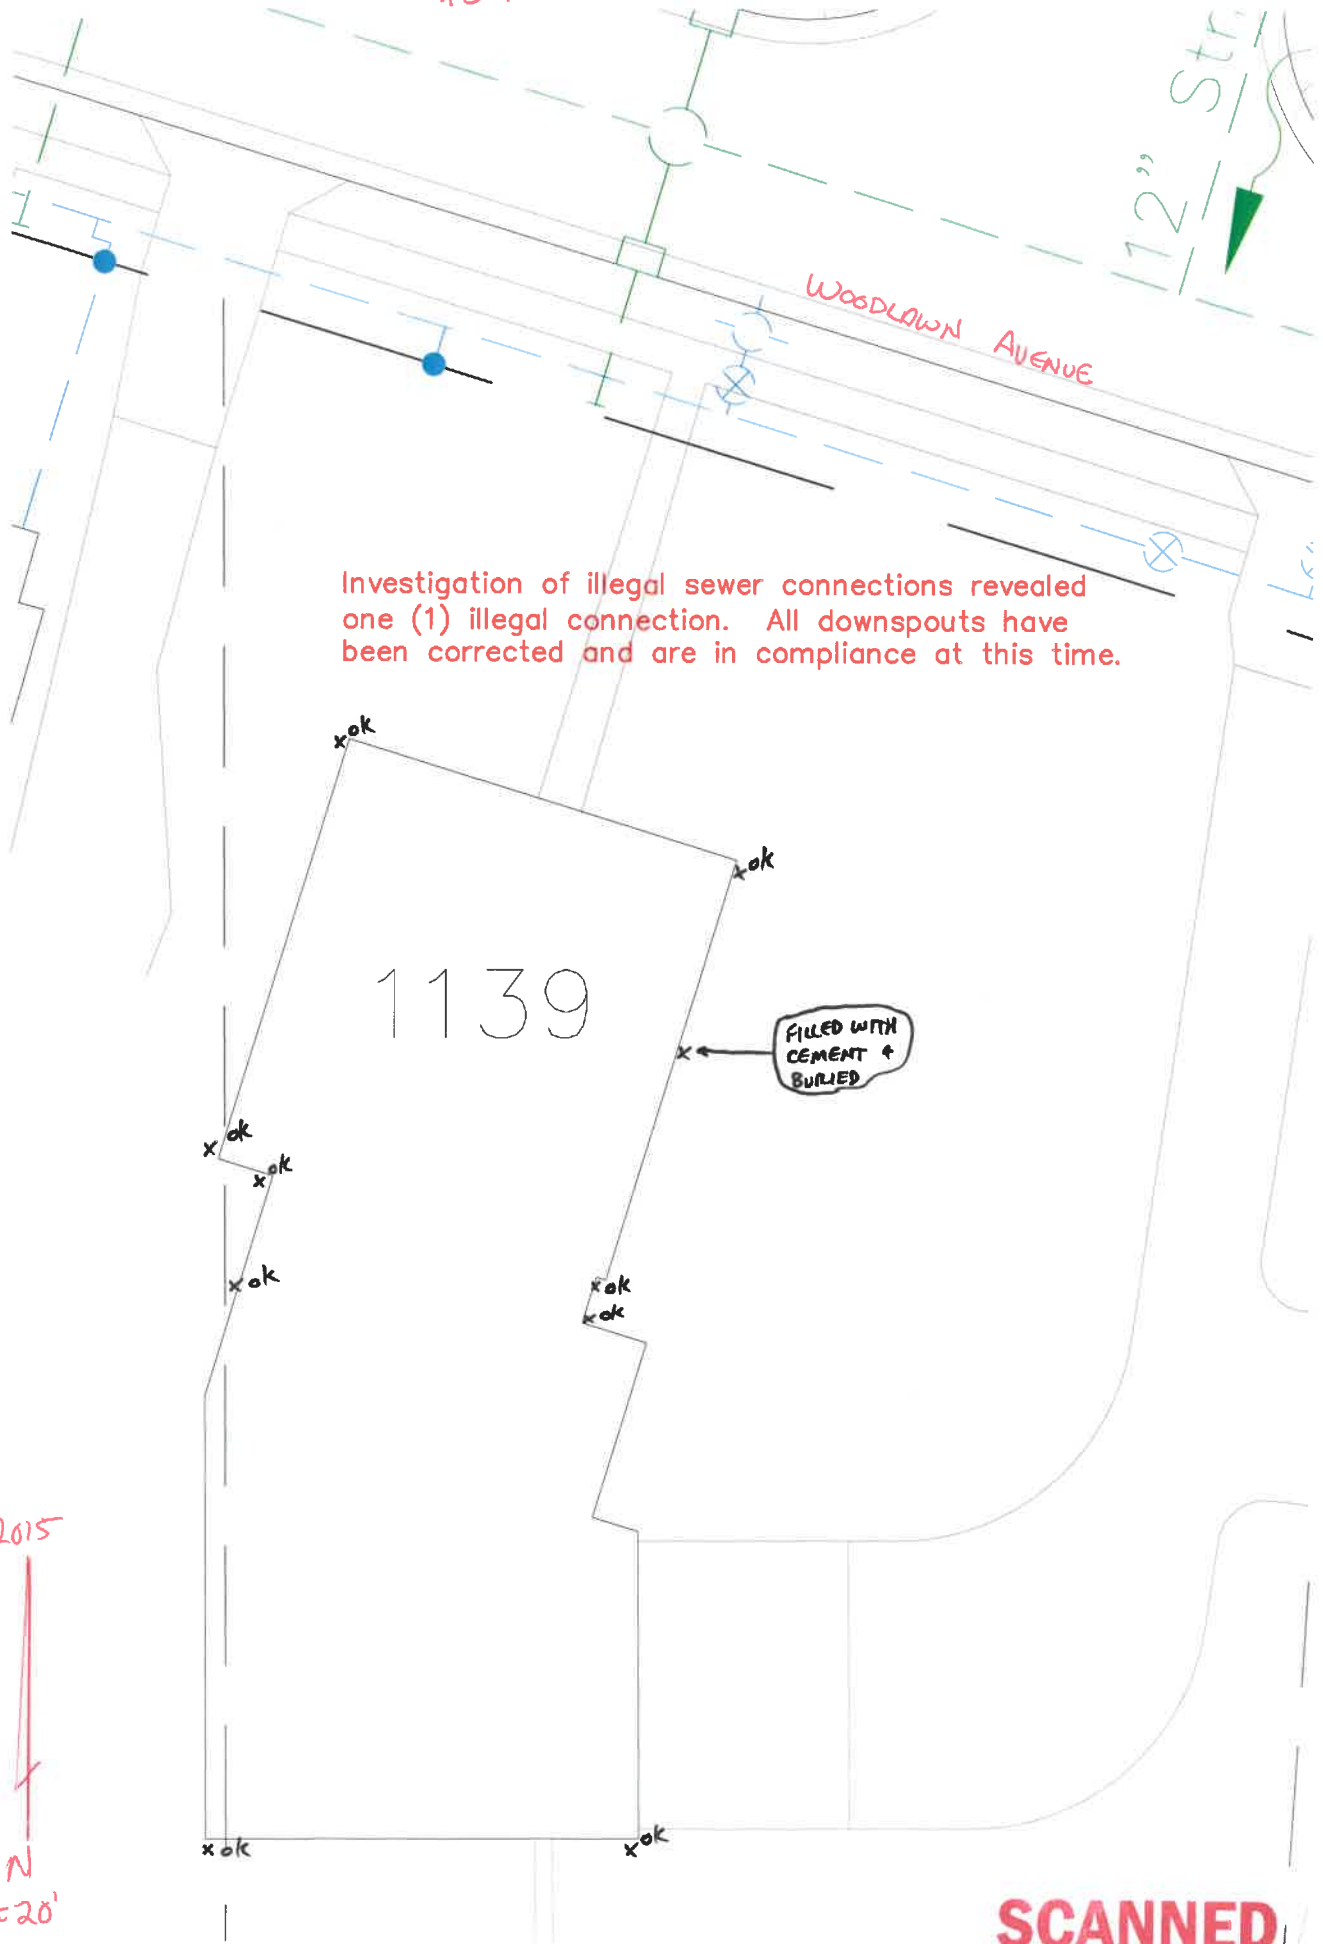 12" Str
WOODLAWN AVENUE
Investigation of illegal sewer connections revealed
one (1) illegal connection. All downspouts have
been corrected and are in compliance at this time.
x ok
x ok
1139
FILLED WITH
CEMENT &
BURIED
x
x ok
x ok
x ok
x ok
x ok
2015
N
=20'
x ok
x ok
SCANNED